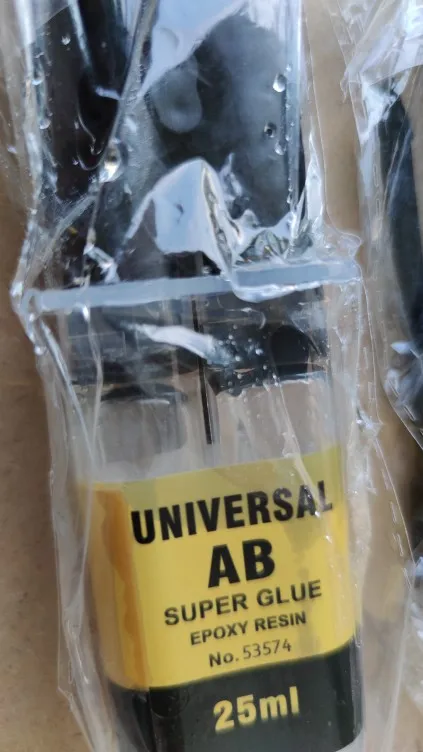 UNIVERSAL
AB
SUPER GLUE
EPOXY RESIN
No.53574
25ml